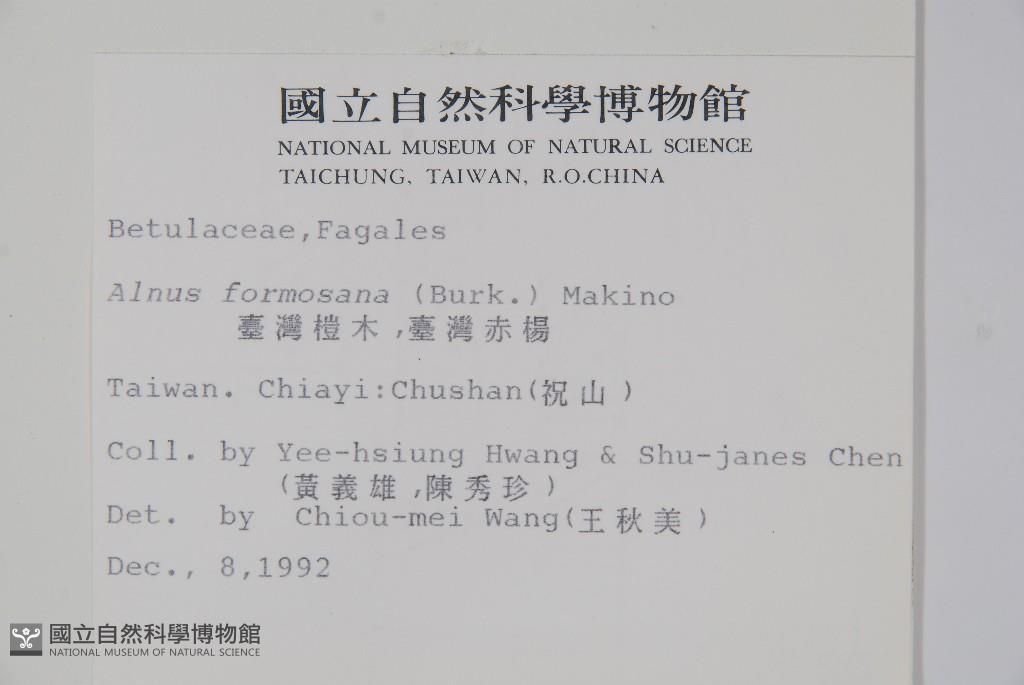 國立自然科學博物館
NATIONAL MUSEUM OF NATURAL SCIENCE
TAICHUNG, TAIWAN, R.O.CHINA
Betulaceae,Fagales
Alnus formosana (Burk.) Makino
臺灣榿木,臺灣赤楊
Taiwan. Chiayi:Chushan(祝山)
Coll. by Yee-hsiung Hwang & Shu-janes Chen
(黃義雄,陳秀珍)
Det. by Chiou-mei Wang(王秋美)
Dec., 8,1992
國立自然科學博物館
NATIONAL MUSEUM OF NATURAL SCIENCE